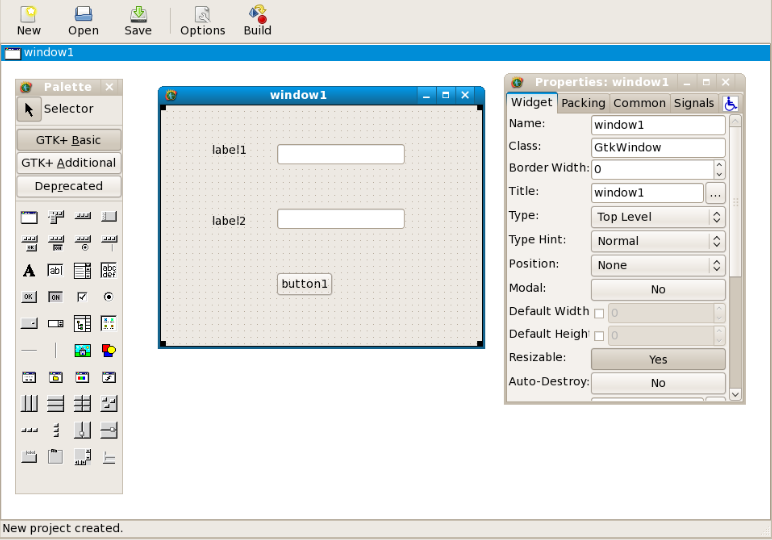 New Open Save Options Build
window1
Palette
Selector
GTK+ Basic
GTK+ Additional
Deprecated
window1
label1
label2
button1
Properties: window1
Widget Packing Common Signals
Name: window1
Class: GtkWindow
Border Width: 0
Title: window1 ...
Type: Top Level
Type Hint: Normal
Position: None
Modal: No
Default Width 0
Default Height 0
Resizable: Yes
Auto-Destroy: No
New project created.